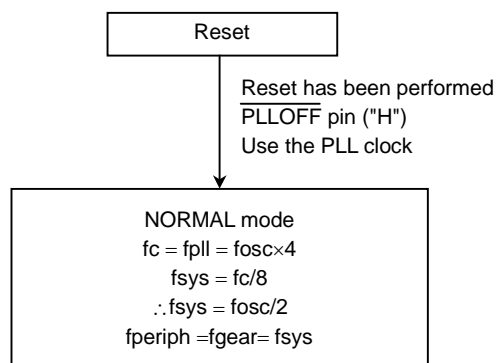 Reset
Reset has been performed
PLLOFF pin ("H")
Use the PLL clock
NORMAL mode
fc = fpll = fosc×4
fsys = fc/8
∴fsys = fosc/2
fperiph =fgear= fsys